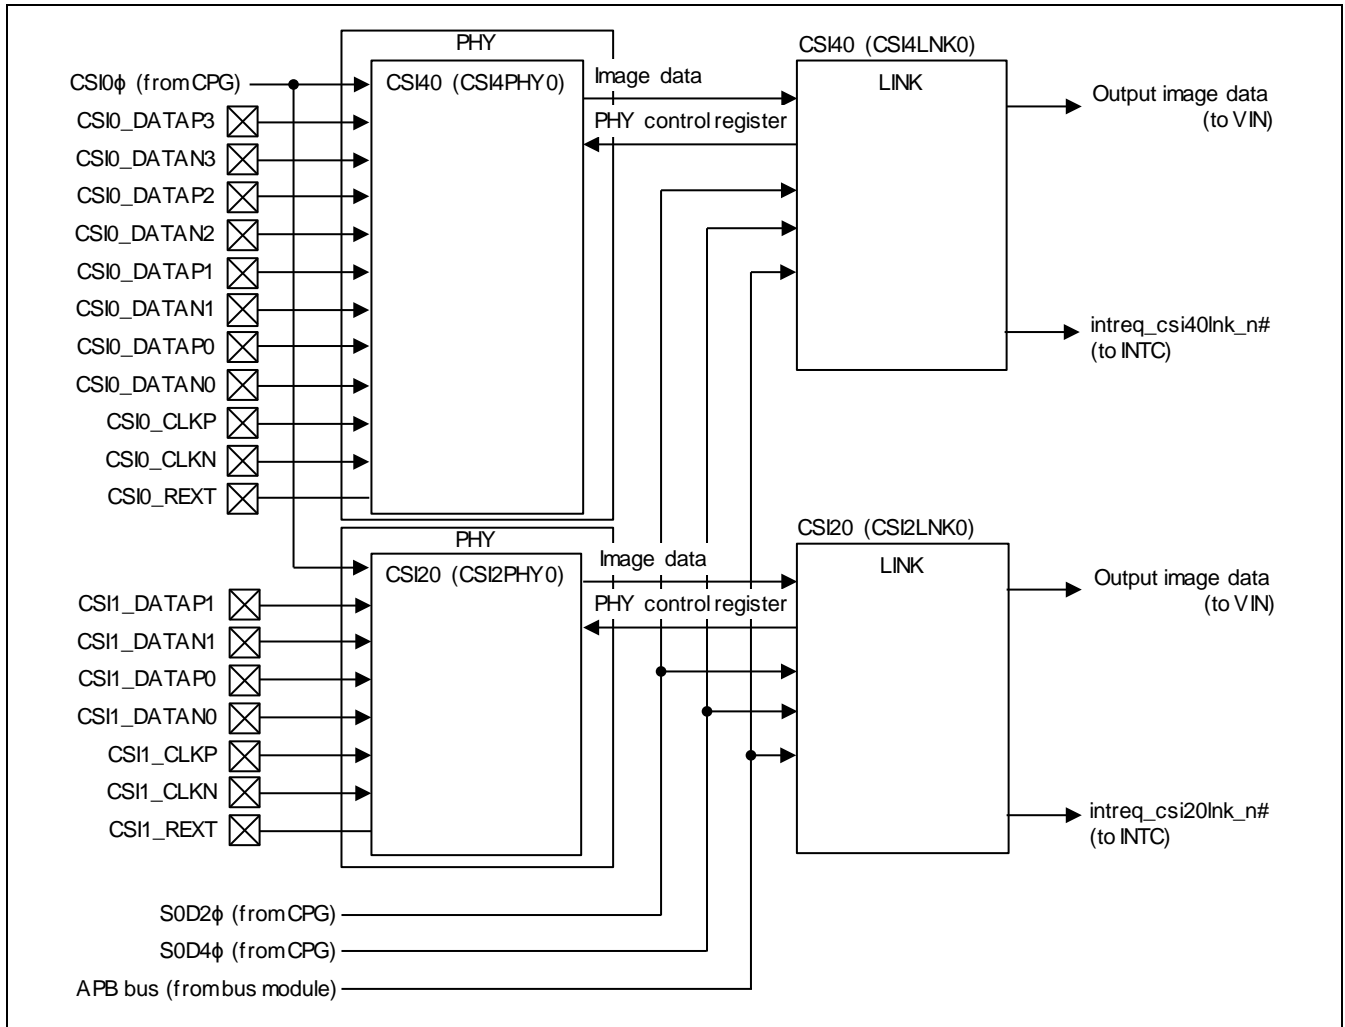 PHY
CSI40 (CSI4LNK0)
CSI0ϕ (from CPG)
CSI40 (CSI4PHY0)
Image data
LINK
Output image data
(to VIN)
CSI0_DATAP3
PHY control register
CSI0_DATAN3
CSI0_DATAP2
CSI0_DATAN2
CSI0_DATAP1
CSI0_DATAN1
intreq_csi40lnk_n#
(to INTC)
CSI0_DATAP0
CSI0_DATAN0
CSI0_CLKP
CSI0_CLKN
CSI0_REXT
CSI20 (CSI2LNK0)
PHY
CSI20 (CSI2PHY0)
Image data
LINK
Output image data
(to VIN)
CSI1_DATAP1
PHY control register
CSI1_DATAN1
CSI1_DATAP0
CSI1_DATAN0
CSI1_CLKP
CSI1_CLKN
CSI1_REXT
intreq_csi20lnk_n#
(to INTC)
S0D2ϕ (from CPG)
S0D4ϕ (from CPG)
APB bus (from bus module)